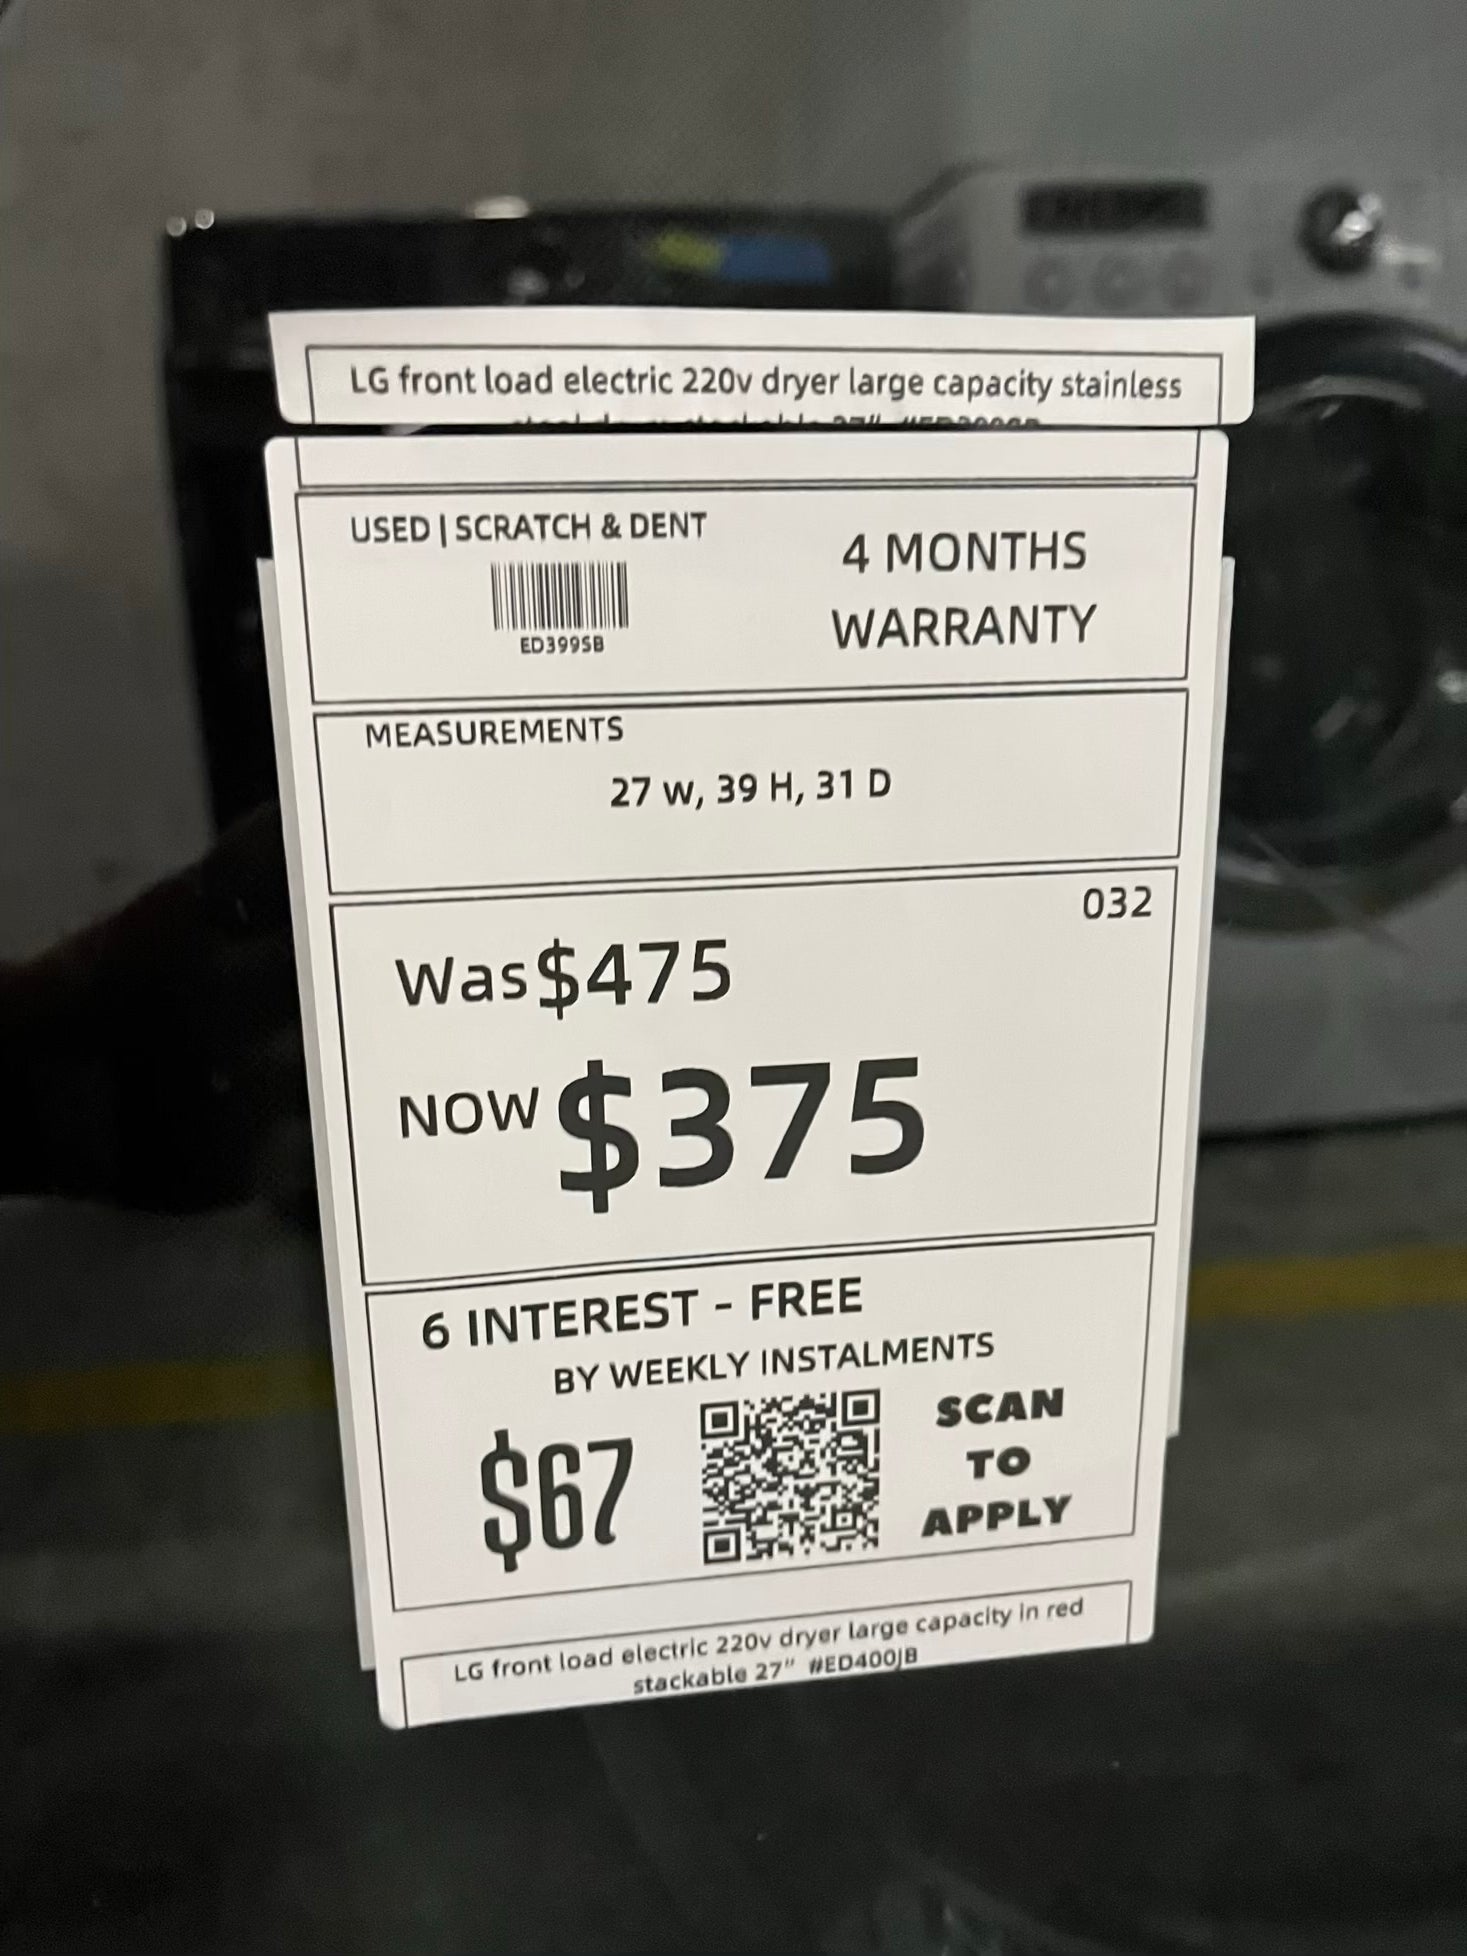 LG front load electric 220v dryer large capacity stainless
USED | SCRATCH & DENT
ED399SB
4 MONTHS
WARRANTY
MEASUREMENTS
27 W, 39 H, 31 D
032
Was $475
NOW $375
6 INTEREST - FREE
BY WEEKLY INSTALMENTS
$67
SCAN
TO
APPLY
LG front load electric 220v dryer large capacity in red
stackable 27" #ED400JB